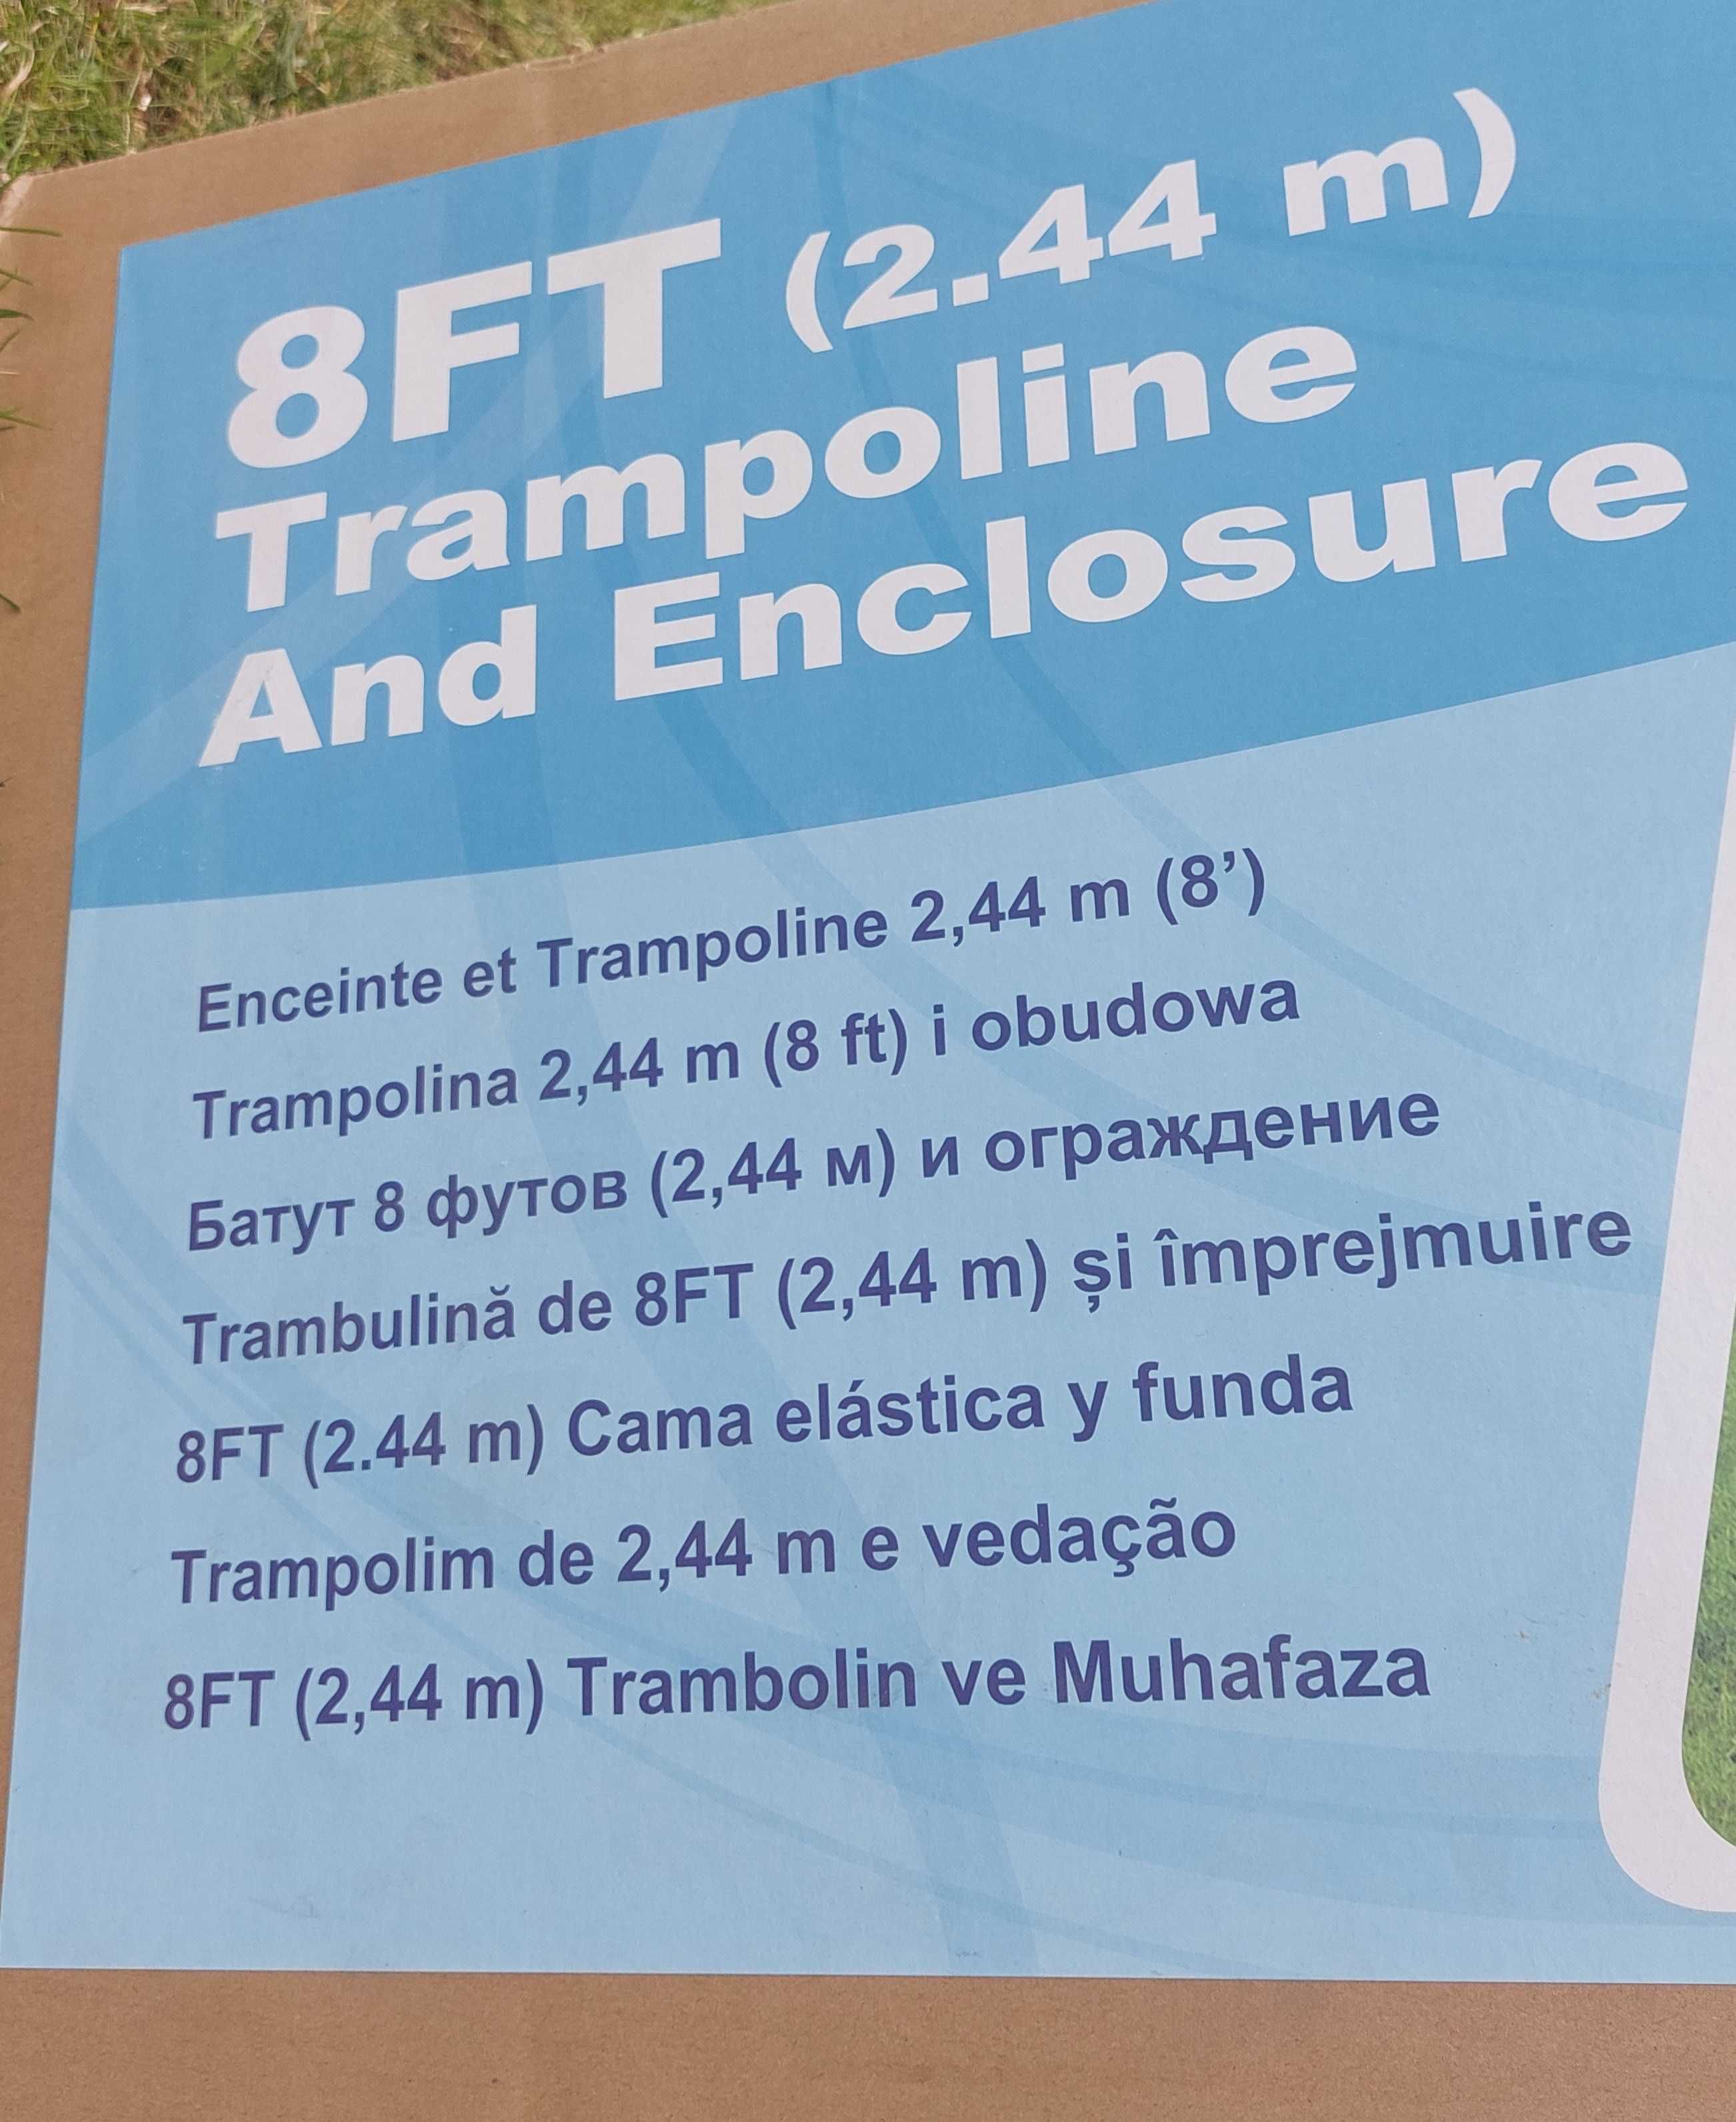 8FT (2.44 m)
Trampoline
And Enclosure
Enceinte et Trampoline 2,44 m (8’)
Trampolina 2,44 m (8 ft) i obudowa
Батут 8 футов (2,44 м) и ограждение
Trambulină de 8FT (2,44 m) și împrejmuire
8FT (2.44 m) Cama elástica y funda
Trampolim de 2,44 m e vedação
8FT (2,44 m) Trambolin ve Muhafaza